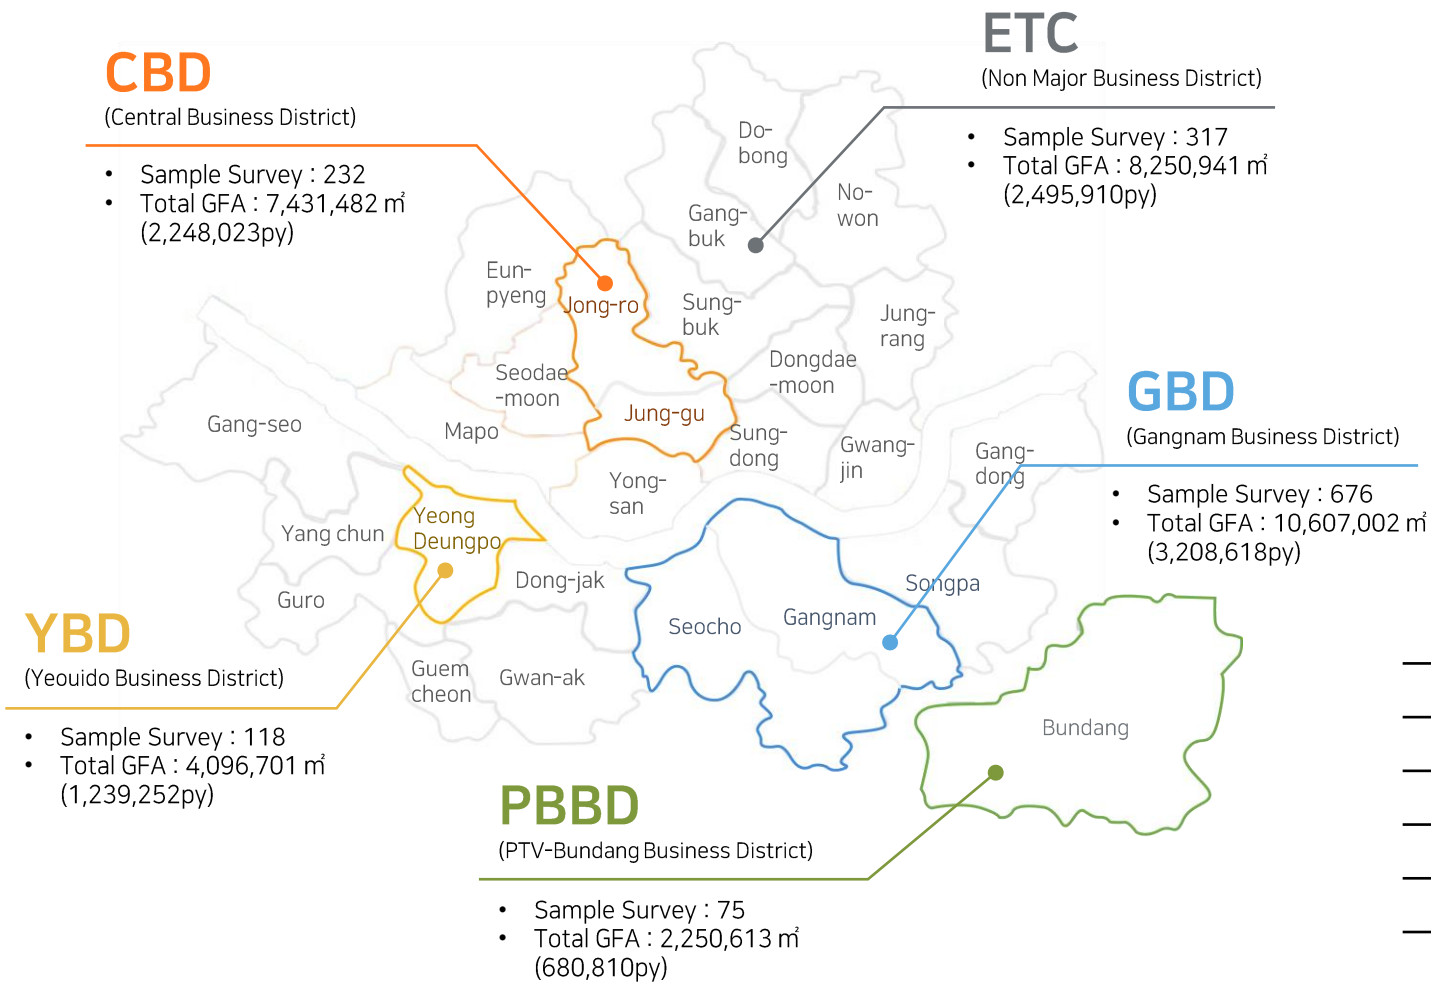 ETC
(Non Major Business District)
• Sample Survey : 317
• Total GFA : 8,250,941 ㎡
(2,495,910py)
CBD
(Central Business District)
• Sample Survey : 232
• Total GFA : 7,431,482 ㎡
(2,248,023py)
Do-
bong
No-
won
Gang-
buk
Eun-
pyeng
Jong-ro
Sung-
buk
Jung-
rang
Dongdae
-moon
Seodae
-moon
Jung-gu
Gang-seo
Mapo
Sung-
dong
Gwang-
jin
Gang-
dong
Yong-
san
GBD
(Gangnam Business District)
• Sample Survey : 676
• Total GFA : 10,607,002 ㎡
(3,208,618py)
Yang chun
Yeong
Deungpo
Dong-jak
Guro
Songpa
Seocho
Gangnam
Guem
cheon
Gwan-ak
Bundang
YBD
(Yeouido Business District)
• Sample Survey : 118
• Total GFA : 4,096,701 ㎡
(1,239,252py)
PBBD
(PTV-Bundang Business District)
• Sample Survey : 75
• Total GFA : 2,250,613 ㎡
(680,810py)